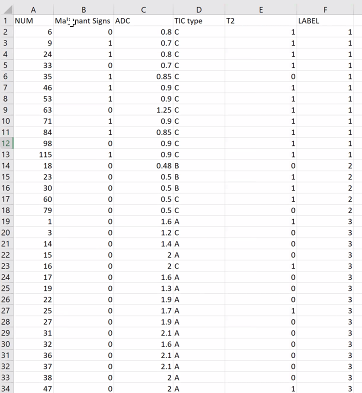 A B C D E F
1 NUM Malignant Signs ADC TIC type T2 LABEL
2 6 0 0.8 C 1 1
3 9 1 0.7 C 1 1
4 24 1 0.8 C 1 1
5 33 0 0.7 C 1 1
6 35 1 0.85 C 0 1
7 46 1 0.9 C 1 1
8 53 1 0.9 C 1 1
9 63 0 1.25 C 1 1
10 71 1 0.9 C 1 1
11 84 1 0.85 C 1 1
12 98 0 0.9 C 1 1
13 115 1 0.9 C 1 1
14 18 0 0.48 B 0 2
15 23 0 0.5 B 1 2
16 30 0 0.5 B 1 2
17 60 0 0.5 C 1 2
18 79 0 0.5 C 0 2
19 1 0 1.6 A 1 3
20 3 0 1.2 C 0 3
21 14 0 1.4 A 0 3
22 15 0 2 A 0 3
23 16 0 2 C 1 3
24 17 0 1.6 A 0 3
25 19 0 1.3 A 0 3
26 22 0 1.9 A 0 3
27 25 0 1.7 A 1 3
28 27 0 1.9 A 0 3
29 31 0 2.1 A 0 3
30 32 0 1.6 A 0 3
31 36 0 2.1 A 0 3
32 37 0 2.1 A 0 3
33 38 0 2 A 0 3
34 47 0 2 A 1 3